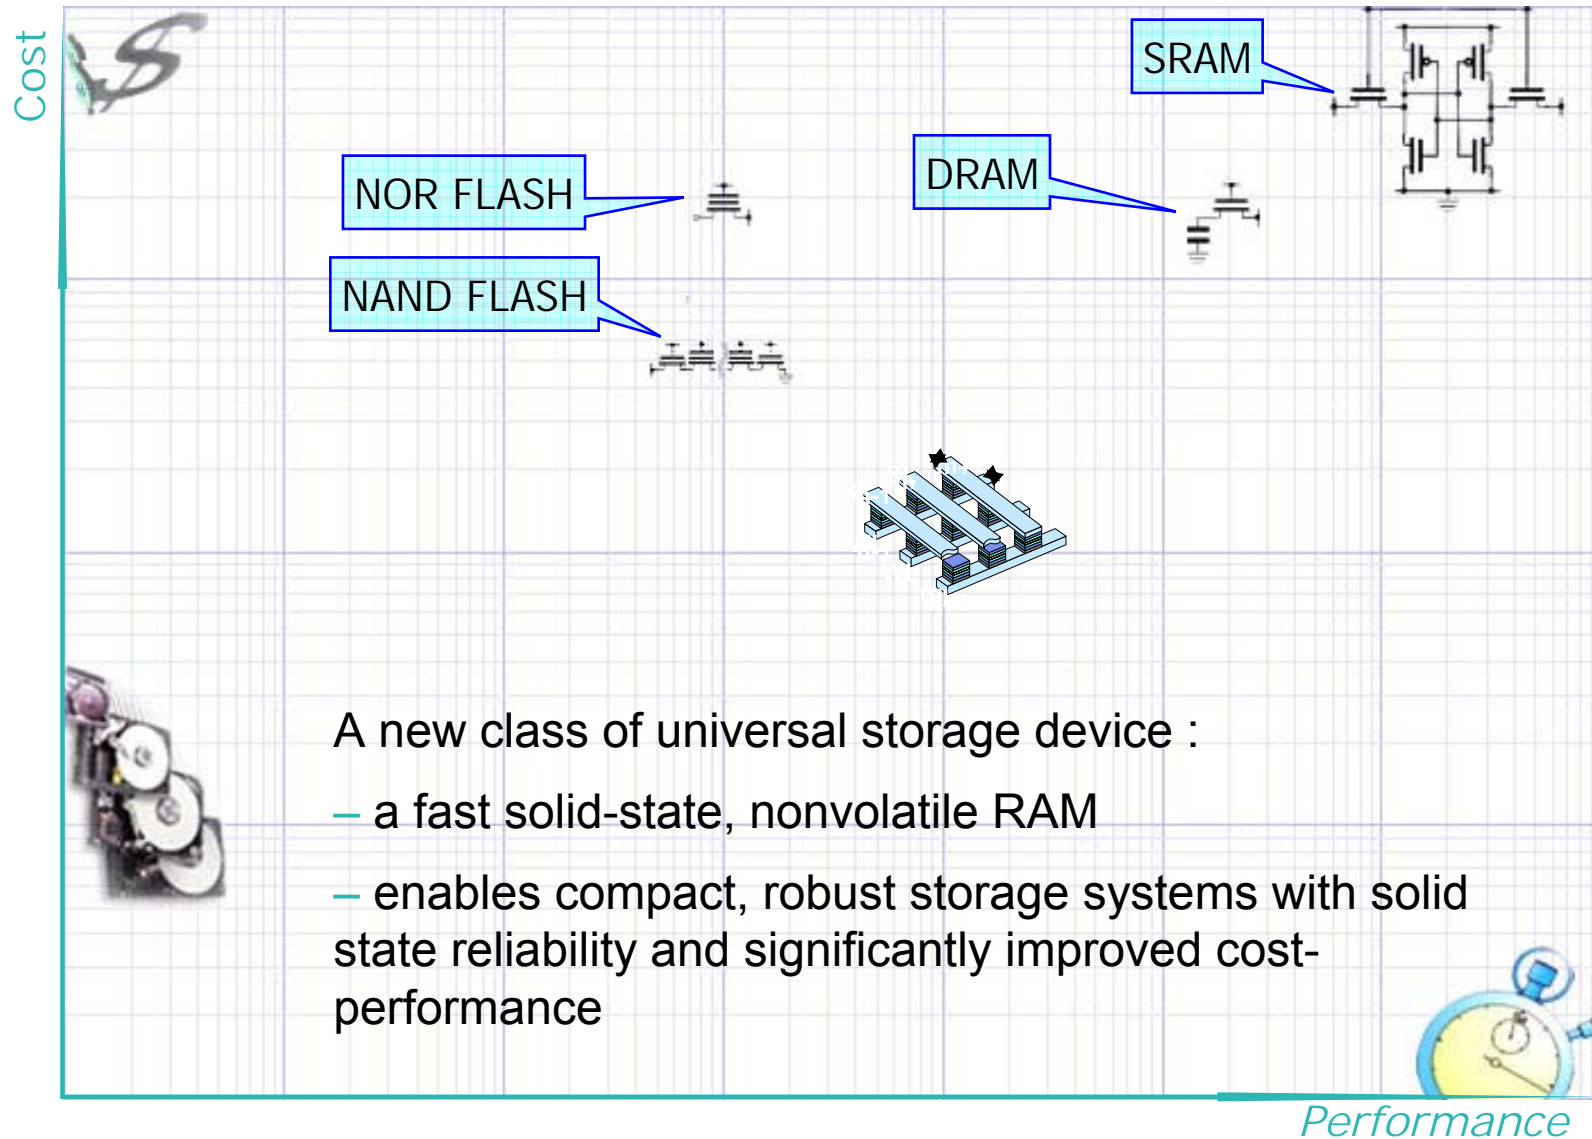 Cost
SRAM
DRAM
NOR FLASH
NAND FLASH
A new class of universal storage device :
– a fast solid-state, nonvolatile RAM
– enables compact, robust storage systems with solid
state reliability and significantly improved cost-
performance
Performance